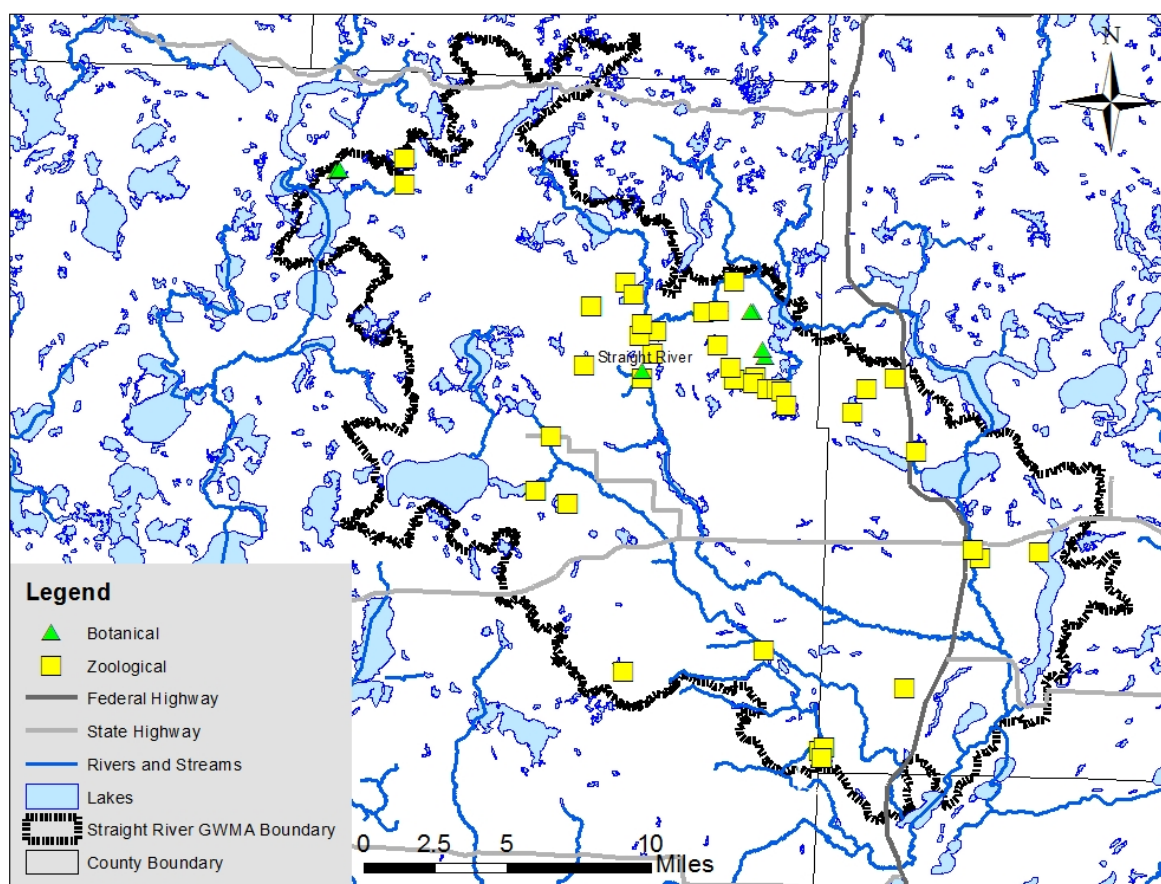 N
Straight River
Legend
Botanical
Zoological
Federal Highway
State Highway
Rivers and Streams
Lakes
Straight River GWMA Boundary
County Boundary
0 2.5 5 10
Miles